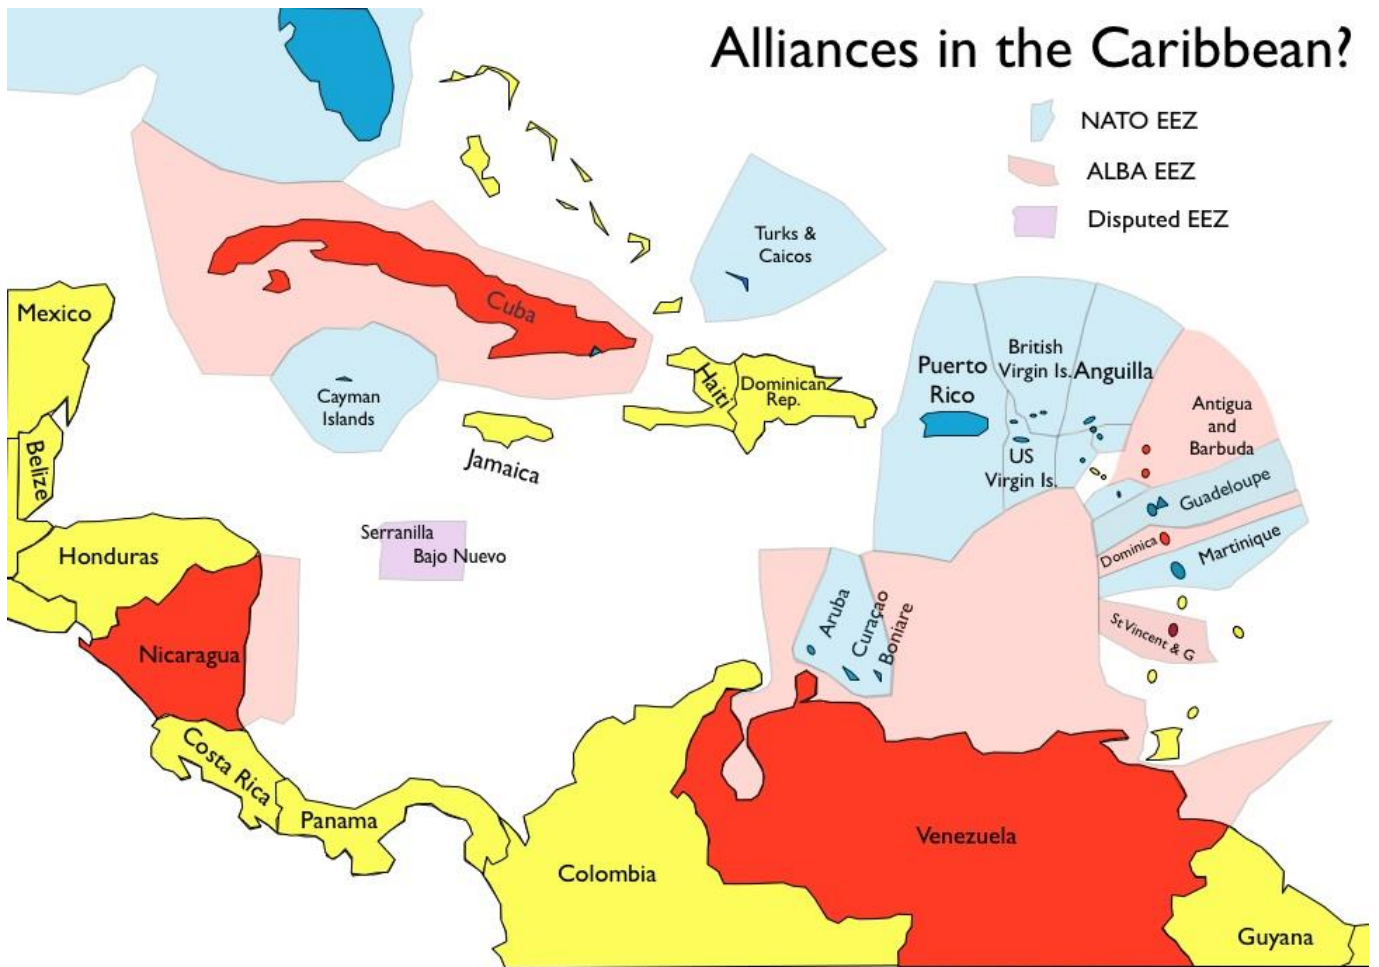 Alliances in the Caribbean?
NATO EEZ
ALBA EEZ
Disputed EEZ
Turks &
Caicos
Mexico
Cuba
British
Virgin Is.
Anguilla
Puerto
Rico
Cayman
Islands
Haiti
Dominican
Rep.
Antigua
and
Barbuda
Belize
Jamaica
US
Virgin Is.
Guadeloupe
Serranilla
Bajo Nuevo
Honduras
Dominica
Martinique
Aruba
Curaçao
Boniare
St Vincent & G
Nicaragua
Costa Rica
Panama
Venezuela
Colombia
Guyana